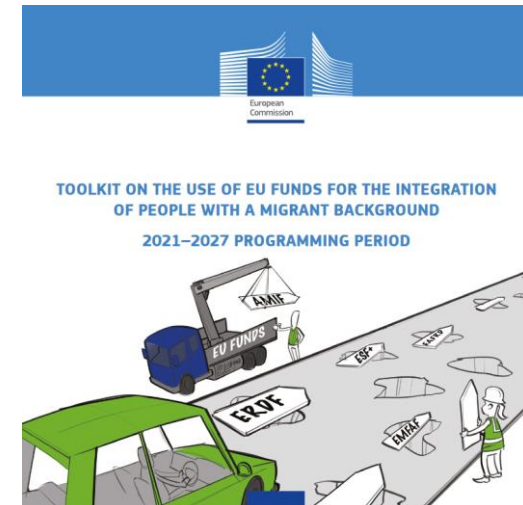 European
Commission
TOOLKIT ON THE USE OF EU FUNDS FOR THE INTEGRATION
OF PEOPLE WITH A MIGRANT BACKGROUND
2021–2027 PROGRAMMING PERIOD
AMIF
EU FUNDS
EAFRD
ESF+
ERDF
EMFAF